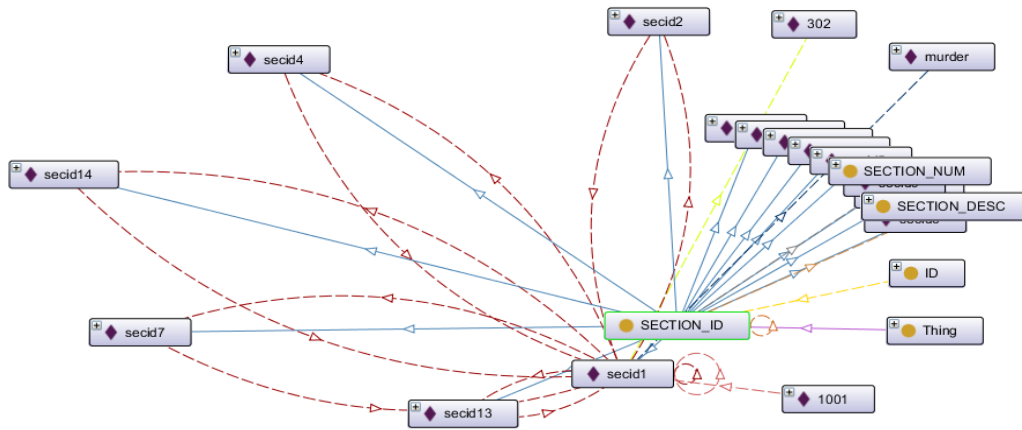 secid2
302
secid4
murder
SECTION_NUM
secid14
SECTION_DESC
ID
SECTION_ID
Thing
secid7
secid1
1001
secid13